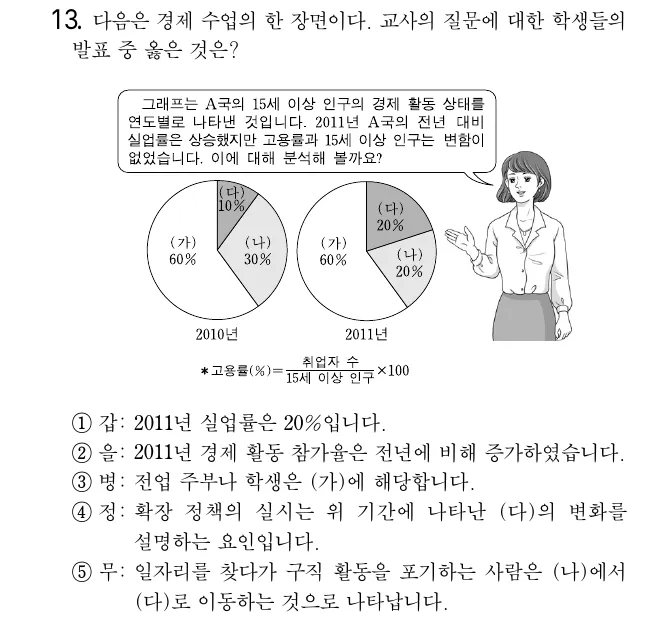 13. 다음은 경제 수업의 한 장면이다. 교사의 질문에 대한 학생들의
발표 중 옳은 것은?
그래프는 A국의 15세 이상 인구의 경제 활동 상태를
연도별로 나타낸 것입니다. 2011년 A국의 전년 대비
실업률은 상승했지만 고용률과 15세 이상 인구는 변함이
없었습니다. 이에 대해 분석해 볼까요?
(다)
10%
(가)
60%
(나)
30%
2010년
(다)
20%
(가)
60%
(나)
20%
2011년
*고용률(%)=취업자 수/15세 이상 인구×100
① 갑: 2011년 실업률은 20%입니다.
② 을: 2011년 경제 활동 참가율은 전년에 비해 증가하였습니다.
③ 병: 전업 주부나 학생은 (가)에 해당합니다.
④ 정: 확장 정책의 실시는 위 기간에 나타난 (다)의 변화를
설명하는 요인입니다.
⑤ 무: 일자리를 찾다가 구직 활동을 포기하는 사람은 (나)에서
(다)로 이동하는 것으로 나타납니다.